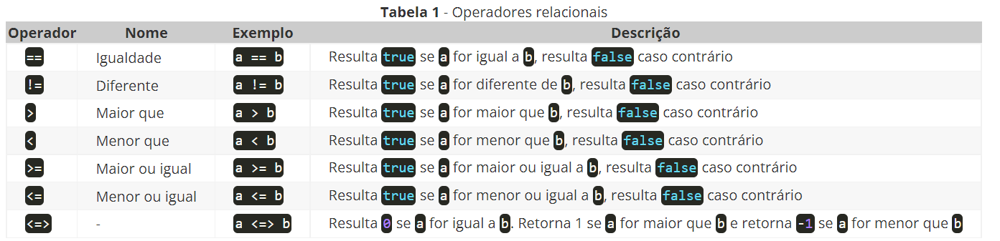 Tabela 1 - Operadores relacionais
Operador Nome Exemplo Descrição
== Igualdade a == b Resulta true se a for igual a b, resulta false caso contrário
!= Diferente a != b Resulta true se a for diferente de b, resulta false caso contrário
> Maior que a > b Resulta true se a for maior que b, resulta false caso contrário
< Menor que a < b Resulta true se a for menor que b, resulta false caso contrário
>= Maior ou igual a >= b Resulta true se a for maior ou igual a b, resulta false caso contrário
<= Menor ou igual a <= b Resulta true se a for menor ou igual a b, resulta false caso contrário
<=> - a <=> b Resulta 0 se a for igual a b. Retorna 1 se a for maior que b e retorna -1 se a for menor que b